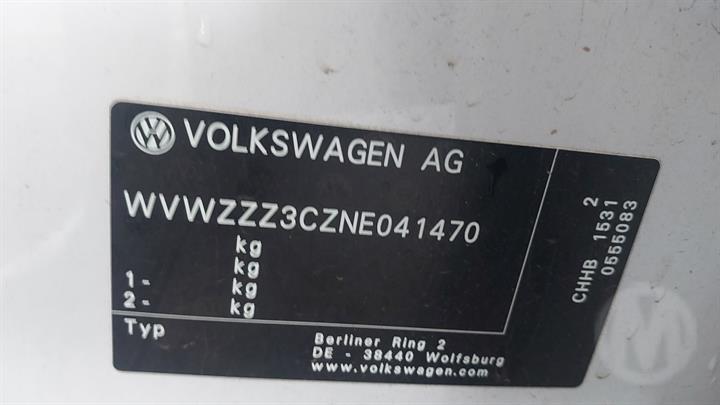 VOLKSWAGEN AG
WVWZZZ3CZNE041470
kg
kg
1- kg
2- kg
Typ
Berliner Ring 2
DE - 38440 Wolfsburg
www.volkswagen.com
2
CHHB 1531
0555083